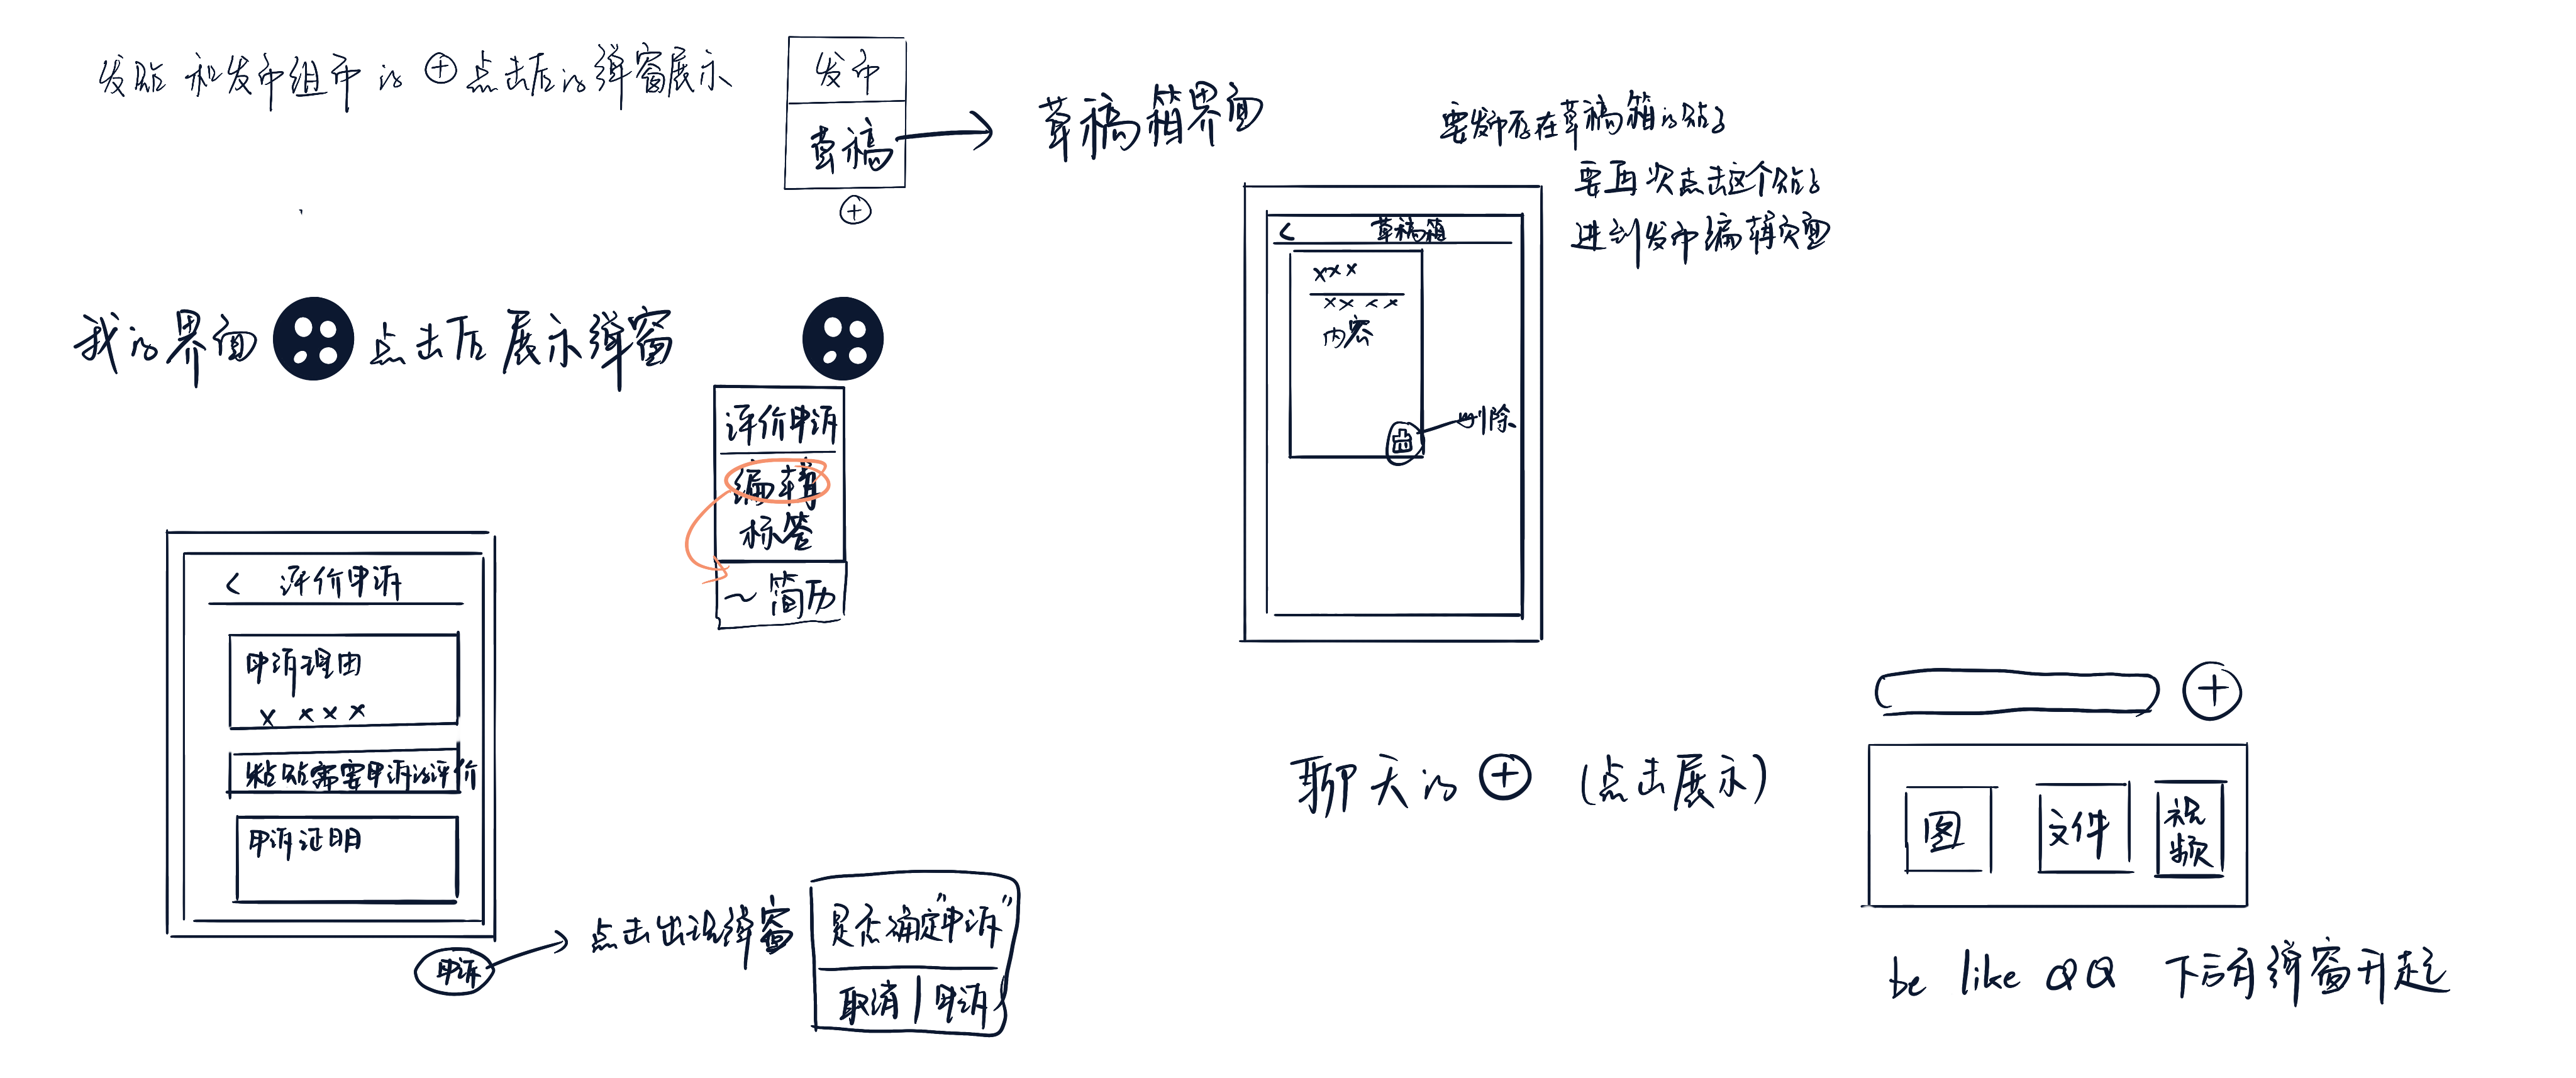 发贴 和发布组布 的 ⊕ 点击后的弹窗展示
发布
草稿
草稿箱界面
要发布存在草稿箱的贴子
要再次点击这个贴子
进到发布编辑页面
< 草稿箱
xxx
xxxx
内容
删除
我的界面 点击后 展示弹窗
评价申诉
编辑
标签
~简历
< 评价申诉
申诉理由
x x x x
粘贴需要申诉的评价
申诉证明
申诉
点击出现弹窗
是否确定"申诉"
取消 | 申诉
聊天的 ⊕ (点击展示)
图
文件
视频
be like QQ 下后有弹窗升起